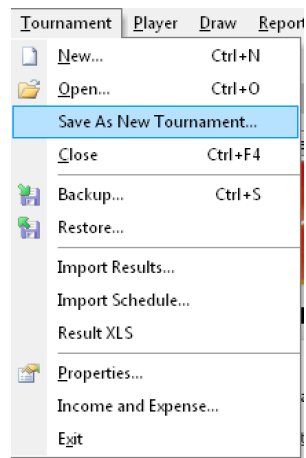 Tournament Player Draw Repor
New... Ctrl+N
Open... Ctrl+O
Save As New Tournament...
Close Ctrl+F4
Backup... Ctrl+S
Restore...
Import Results...
Import Schedule...
Result XLS
Properties...
Income and Expense...
Exit